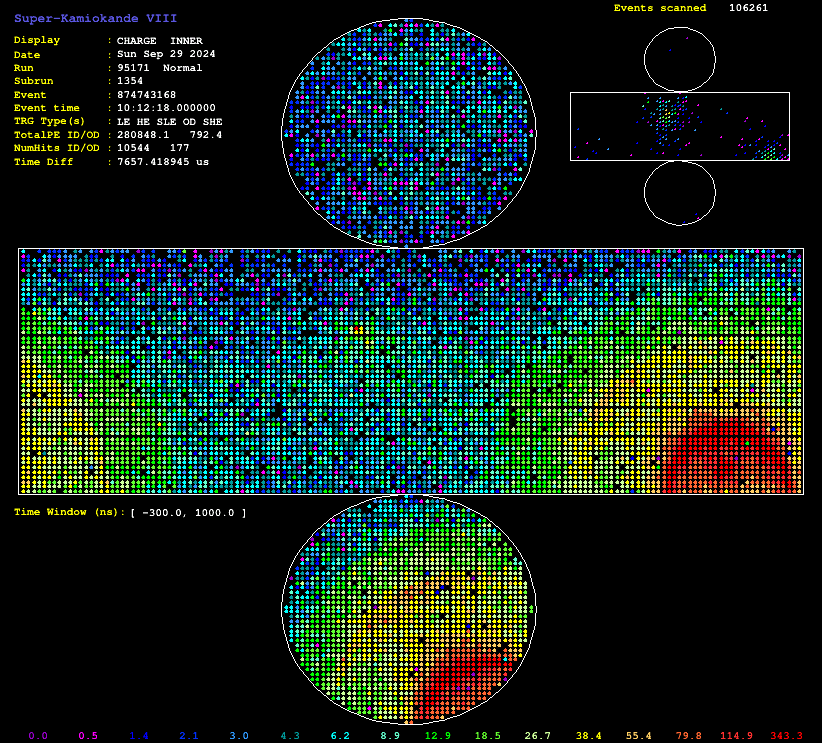 Super-Kamiokande VIII
Events scanned 106261
Display : CHARGE INNER
Date : Sun Sep 29 2024
Run : 95171 Normal
Subrun : 1354
Event : 874743168
Event time : 10:12:18.000000
TRG Type(s) : LE HE SLE OD SHE
TotalPE ID/OD : 280848.1 792.4
NumHits ID/OD : 10544 177
Time Diff : 7657.418945 us
Time Window (ns): [ -300.0, 1000.0 ]
0.0 0.5 1.4 2.1 3.0 4.3 6.2 8.9 12.9 18.5 26.7 38.4 55.4 79.8 114.9 343.3